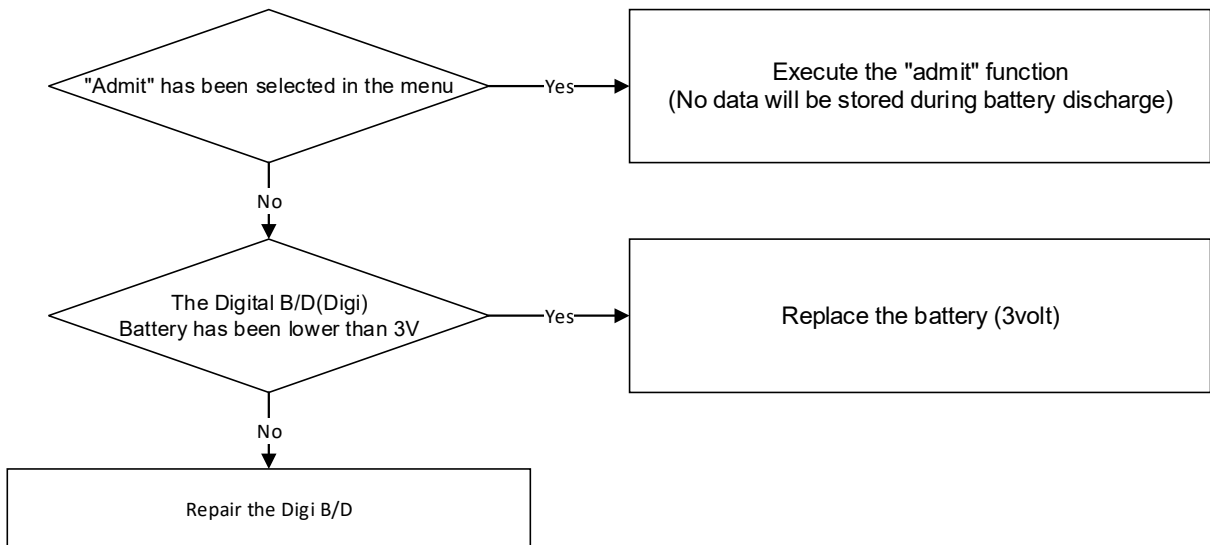 "Admit" has been selected in the menu
Yes
Execute the "admit" function
(No data will be stored during battery discharge)
No
The Digital B/D(Digi)
Battery has been lower than 3V
Yes
Replace the battery (3volt)
No
Repair the Digi B/D